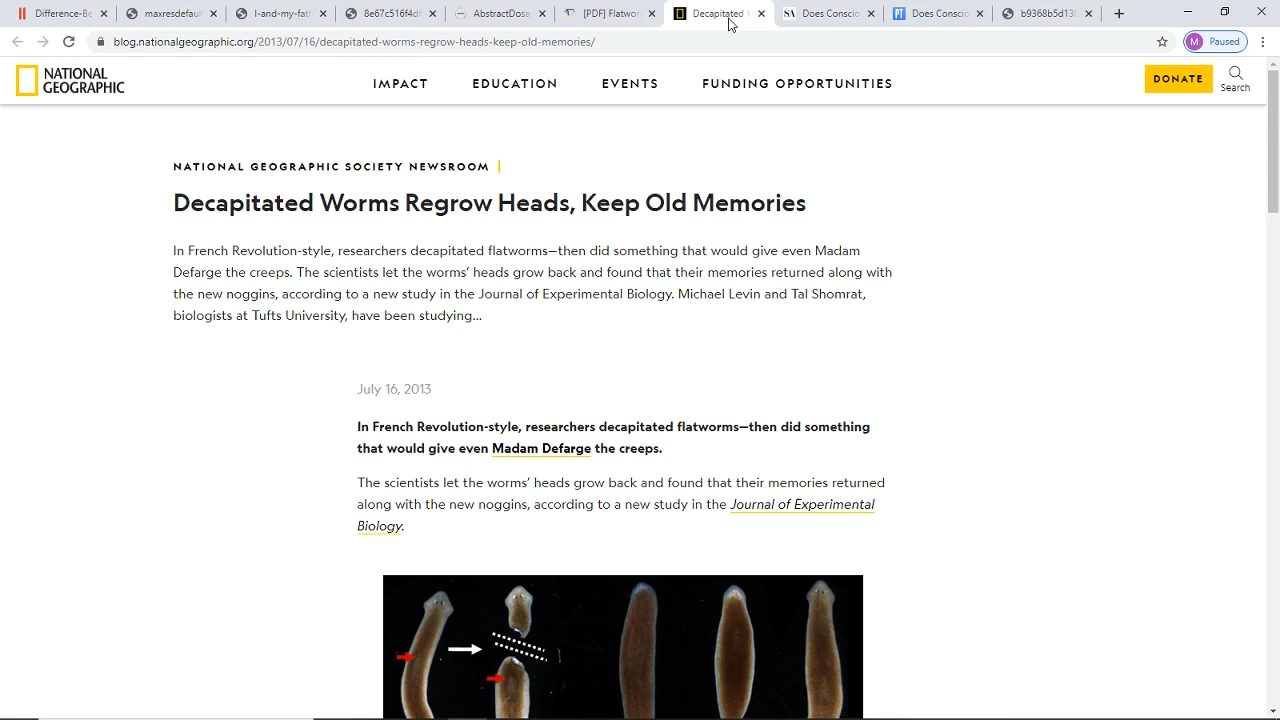 Difference-Be
maxresdefaul
I-and-my-fath
8e67c516f4df
AbstractDosa
[PDF] Flatwor
Decapitated
Does Conscio
Does Conscio
b9368b5d130
blog.nationalgeographic.org/2013/07/16/decapitated-worms-regrow-heads-keep-old-memories/
M Paused
NATIONAL
GEOGRAPHIC
IMPACT EDUCATION EVENTS FUNDING OPPORTUNITIES
DONATE
Search
NATIONAL GEOGRAPHIC SOCIETY NEWSROOM
Decapitated Worms Regrow Heads, Keep Old Memories
In French Revolution-style, researchers decapitated flatworms—then did something that would give even Madam
Defarge the creeps. The scientists let the worms’ heads grow back and found that their memories returned along with
the new noggins, according to a new study in the Journal of Experimental Biology. Michael Levin and Tal Shomrat,
biologists at Tufts University, have been studying...
July 16, 2013
In French Revolution-style, researchers decapitated flatworms—then did something
that would give even Madam Defarge the creeps.
The scientists let the worms’ heads grow back and found that their memories returned
along with the new noggins, according to a new study in the Journal of Experimental
Biology.